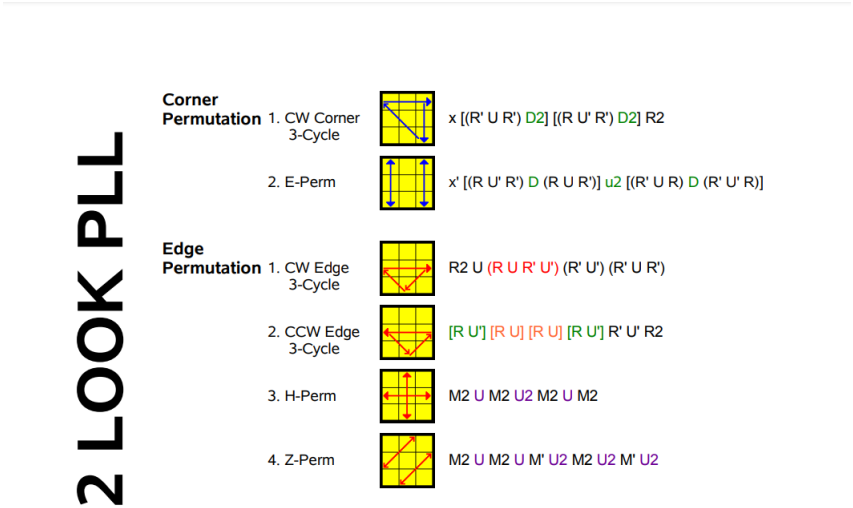 2 LOOK PLL
Corner
Permutation 1. CW Corner
3-Cycle
x [(R' U R') D2] [(R U' R') D2] R2
2. E-Perm
x' [(R U' R') D (R U R')] u2 [(R' U R) D (R' U' R)]
Edge
Permutation 1. CW Edge
3-Cycle
R2 U (R U R' U') (R' U') (R' U R')
2. CCW Edge
3-Cycle
[R U'] [R U] [R U] [R U'] R' U' R2
3. H-Perm
M2 U M2 U2 M2 U M2
4. Z-Perm
M2 U M2 U M' U2 M2 U2 M' U2